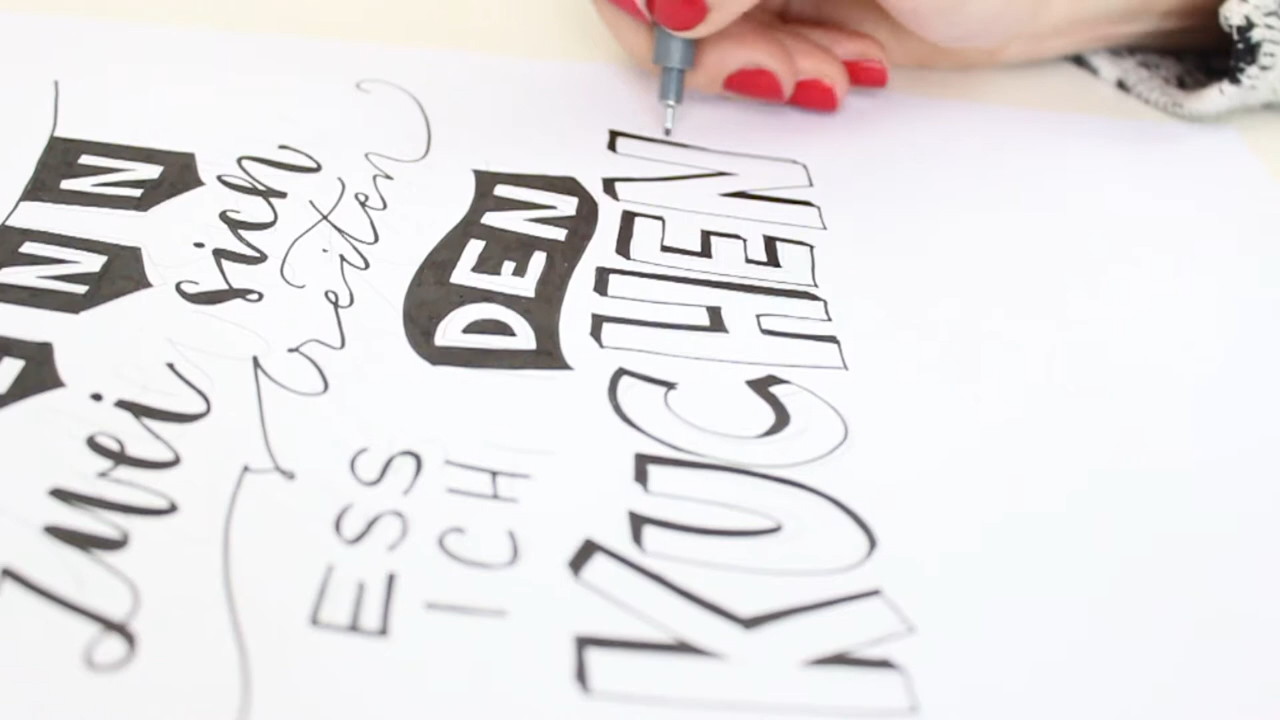 Zwei sich
streiten
ESS
ICH
DEN
KUCHEN